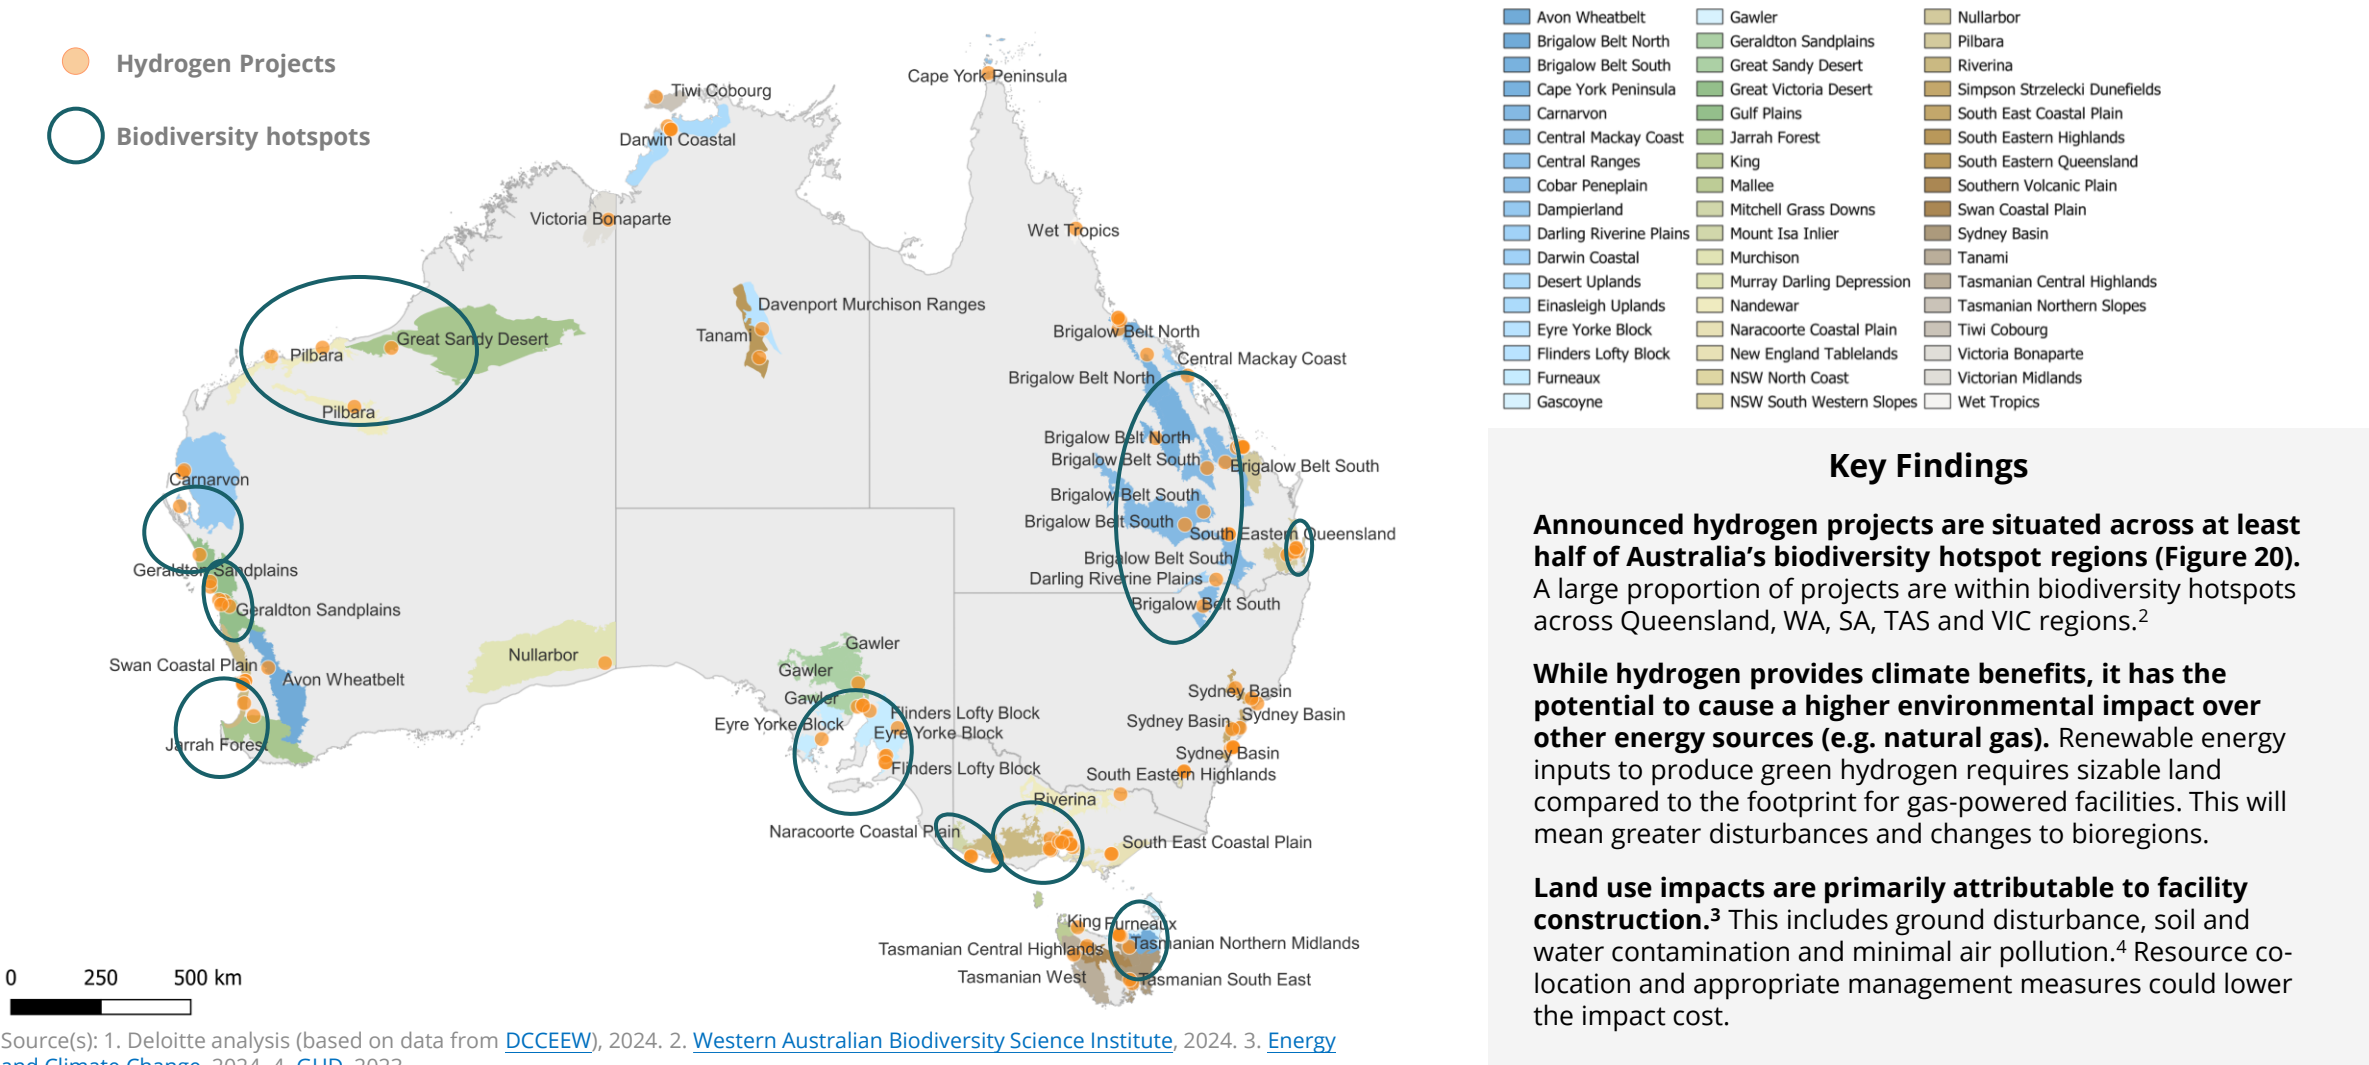 Hydrogen Projects
Biodiversity hotspots
Cape York Peninsula
Tiwi Cobourg
Darwin Coastal
Victoria Bonaparte
Wet Tropics
Davenport Murchison Ranges
Tanami
Brigalow Belt North
Great Sandy Desert
Pilbara
Central Mackay Coast
Brigalow Belt North
Pilbara
Brigalow Belt North
Brigalow Belt South
Brigalow Belt South
Carnarvon
Brigalow Belt South
Brigalow Belt South
South Eastern Queensland
Brigalow Belt South
Geraldton Sandplains
Darling Riverine Plains
Brigalow Belt South
Geraldton Sandplains
Gawler
Nullarbor
Swan Coastal Plain
Gawler
Avon Wheatbelt
Sydney Basin
Gawler
Flinders Lofty Block
Sydney Basin
Eyre Yorke Block
Sydney Basin
Eyre Yorke Block
Jarrah Forest
Sydney Basin
Flinders Lofty Block
South Eastern Highlands
Riverina
Naracoorte Coastal Plain
South East Coastal Plain
King
Furneaux
Tasmanian Northern Midlands
Tasmanian Central Highlands
Tasmanian West
Tasmanian South East
0 250 500 km
Avon Wheatbelt
Brigalow Belt North
Brigalow Belt South
Cape York Peninsula
Carnarvon
Central Mackay Coast
Central Ranges
Cobar Peneplain
Dampierland
Darling Riverine Plains
Darwin Coastal
Desert Uplands
Einasleigh Uplands
Eyre Yorke Block
Flinders Lofty Block
Furneaux
Gascoyne
Gawler
Geraldton Sandplains
Great Sandy Desert
Great Victoria Desert
Gulf Plains
Jarrah Forest
King
Mallee
Mitchell Grass Downs
Mount Isa Inlier
Murchison
Murray Darling Depression
Nandewar
Naracoorte Coastal Plain
New England Tablelands
NSW North Coast
NSW South Western Slopes
Nullarbor
Pilbara
Riverina
Simpson Strzelecki Dunefields
South East Coastal Plain
South Eastern Highlands
South Eastern Queensland
Southern Volcanic Plain
Swan Coastal Plain
Sydney Basin
Tanami
Tasmanian Central Highlands
Tasmanian Northern Slopes
Tiwi Cobourg
Victoria Bonaparte
Victorian Midlands
Wet Tropics
Key Findings
Announced hydrogen projects are situated across at least
half of Australia’s biodiversity hotspot regions (Figure 20).
A large proportion of projects are within biodiversity hotspots
across Queensland, WA, SA, TAS and VIC regions.2
While hydrogen provides climate benefits, it has the
potential to cause a higher environmental impact over
other energy sources (e.g. natural gas). Renewable energy
inputs to produce green hydrogen requires sizable land
compared to the footprint for gas-powered facilities. This will
mean greater disturbances and changes to bioregions.
Land use impacts are primarily attributable to facility
construction.3 This includes ground disturbance, soil and
water contamination and minimal air pollution.4 Resource co-
location and appropriate management measures could lower
the impact cost.
Source(s): 1. Deloitte analysis (based on data from DCCEEW), 2024. 2. Western Australian Biodiversity Science Institute, 2024. 3. Energy
and Climate Change, 2024. 4. GHD, 2023